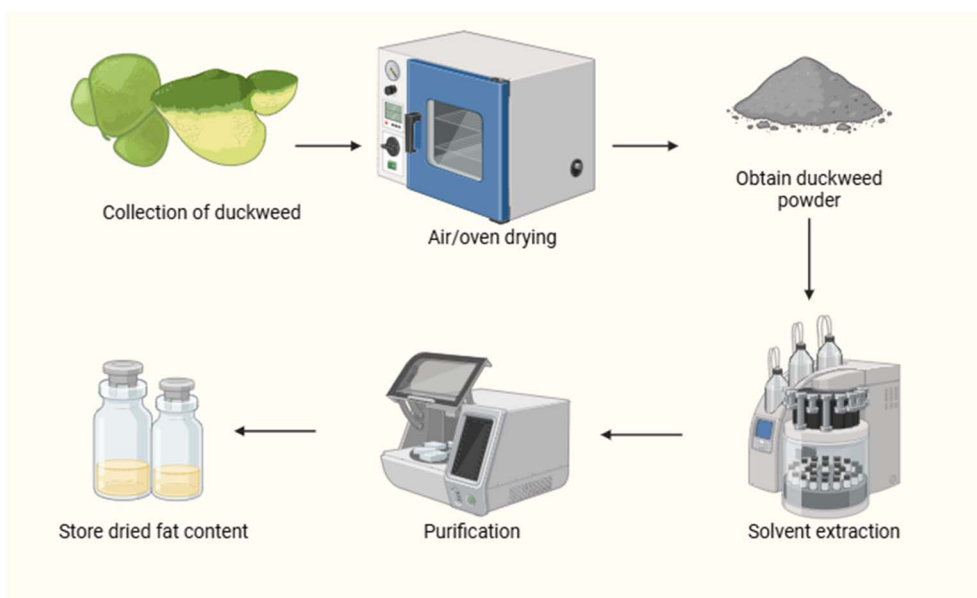 Collection of duckweed
Air/oven drying
Obtain duckweed
powder
Solvent extraction
Purification
Store dried fat content